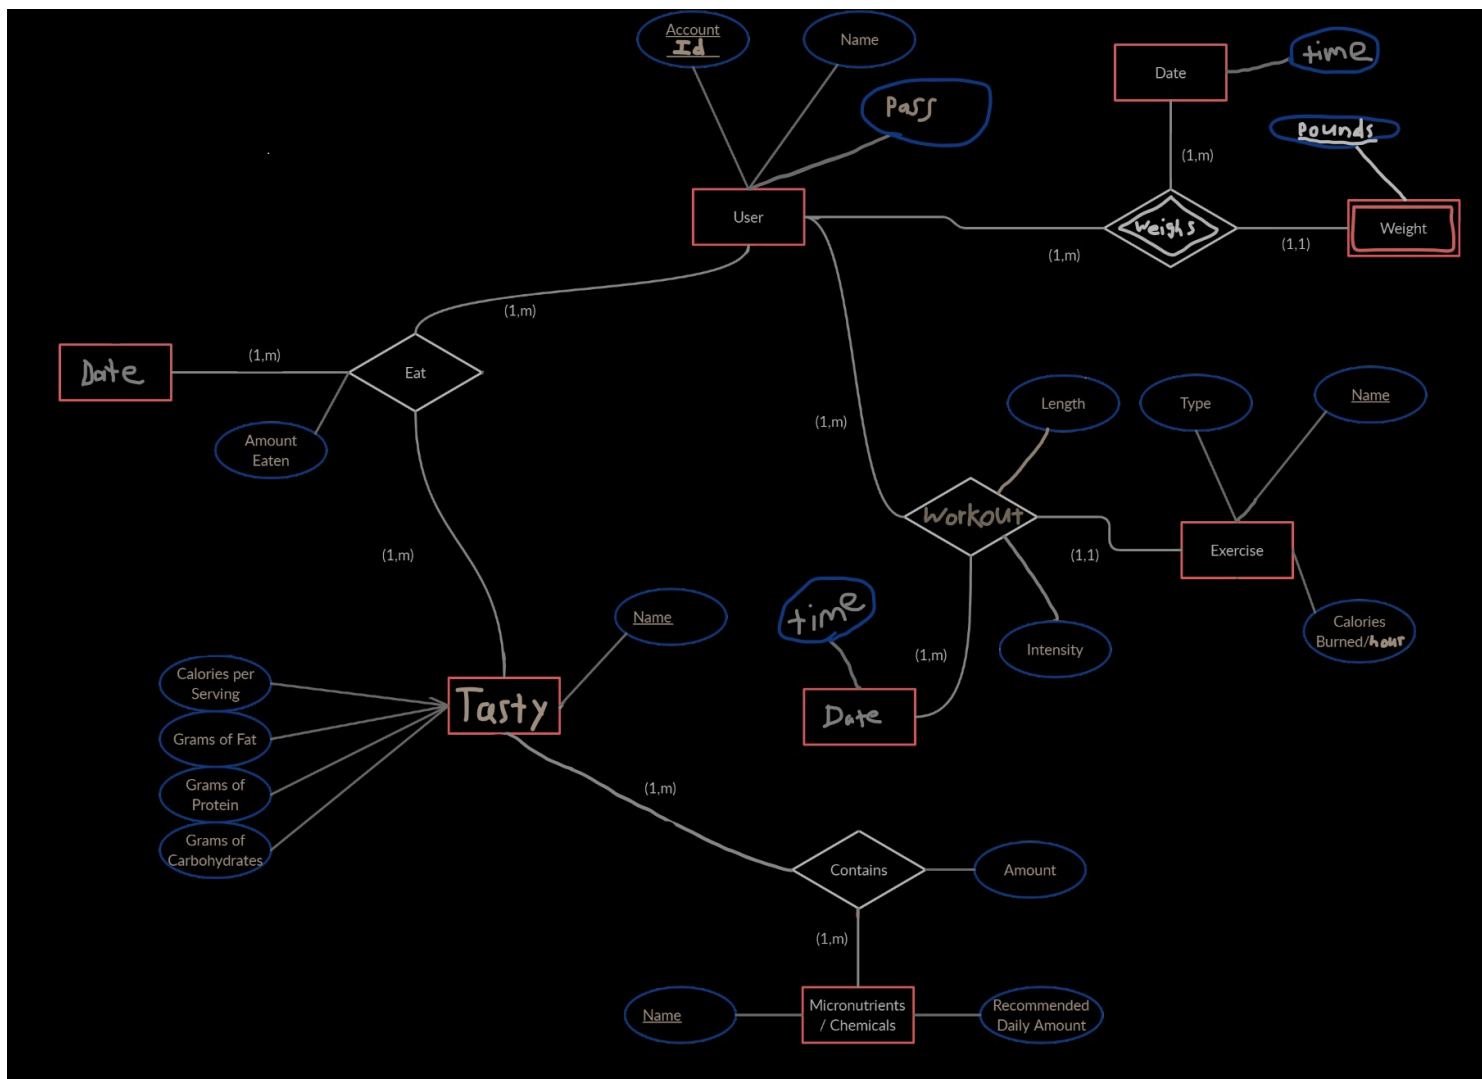 Account
Id
Name
Pass
Date
time
pounds
(1,m)
User
weighs
Weight
(1,m)
(1,1)
(1,m)
Date
(1,m)
Eat
Amount
Eaten
Length
Type
Name
(1,m)
workout
Exercise
(1,1)
(1,m)
time
Name
Calories
Burned/hour
Intensity
(1,m)
Calories per
Serving
Tasty
Date
Grams of Fat
Grams of
Protein
(1,m)
Grams of
Carbohydrates
Contains
Amount
(1,m)
Name
Micronutrients
/ Chemicals
Recommended
Daily Amount